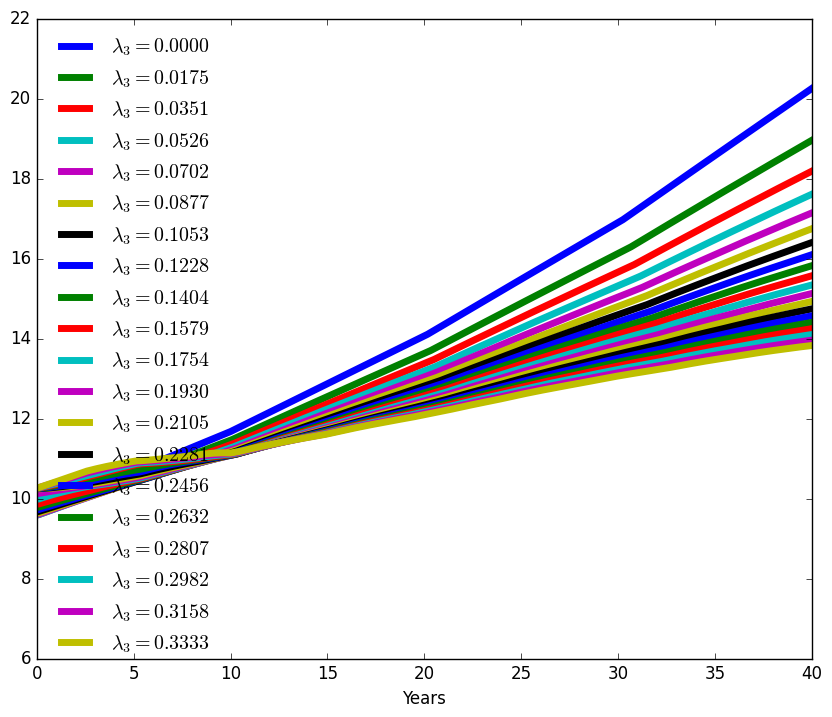 22
20
18
16
14
12
10
8
6
λ₃ = 0.0000
λ₃ = 0.0175
λ₃ = 0.0351
λ₃ = 0.0526
λ₃ = 0.0702
λ₃ = 0.0877
λ₃ = 0.1053
λ₃ = 0.1228
λ₃ = 0.1404
λ₃ = 0.1579
λ₃ = 0.1754
λ₃ = 0.1930
λ₃ = 0.2105
λ₃ = 0.2281
λ₃ = 0.2456
λ₃ = 0.2632
λ₃ = 0.2807
λ₃ = 0.2982
λ₃ = 0.3158
λ₃ = 0.3333
0 5 10 15 20 25 30 35 40
Years